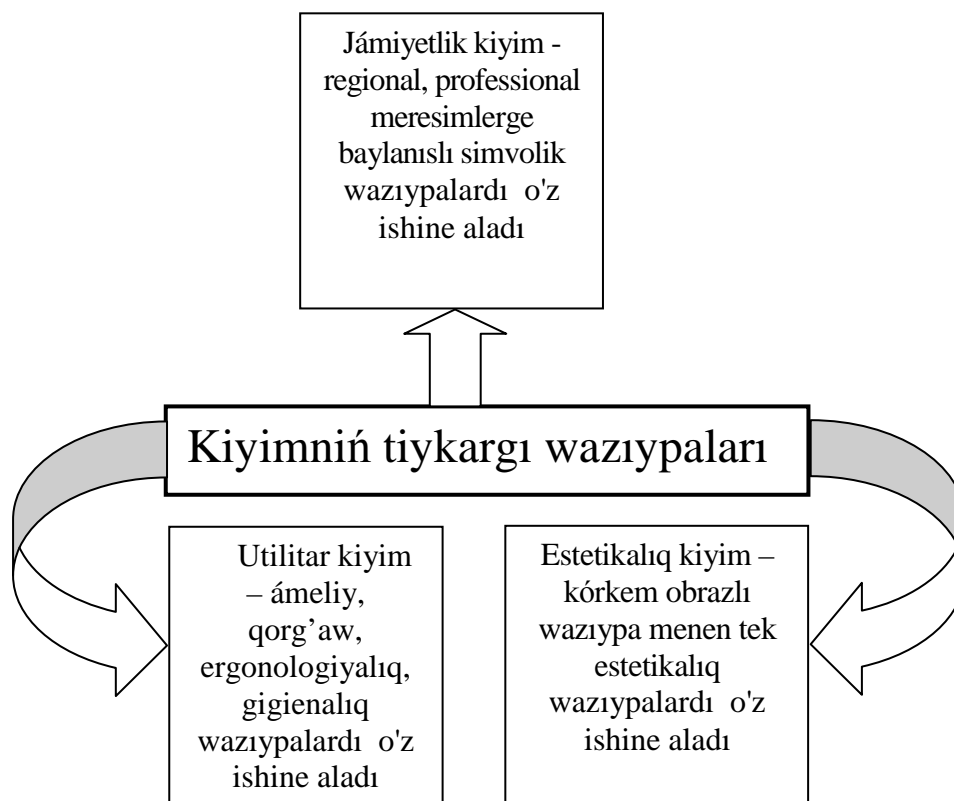 Jámiyetlik kiyim -
regional, professional
meresimlerge
baylanıslı simvolik
wazıypalardı o'z
ishine aladı
Kiyimniń tiykargı wazıypaları
Utilitar kiyim
– ámeliy,
qorg’aw,
ergonologiyalıq,
gigienalıq
wazıypalardı o'z
ishine aladı
Estetikalıq kiyim –
kórkem obrazlı
wazıypa menen tek
estetikalıq
wazıypalardı o'z
ishine aladı